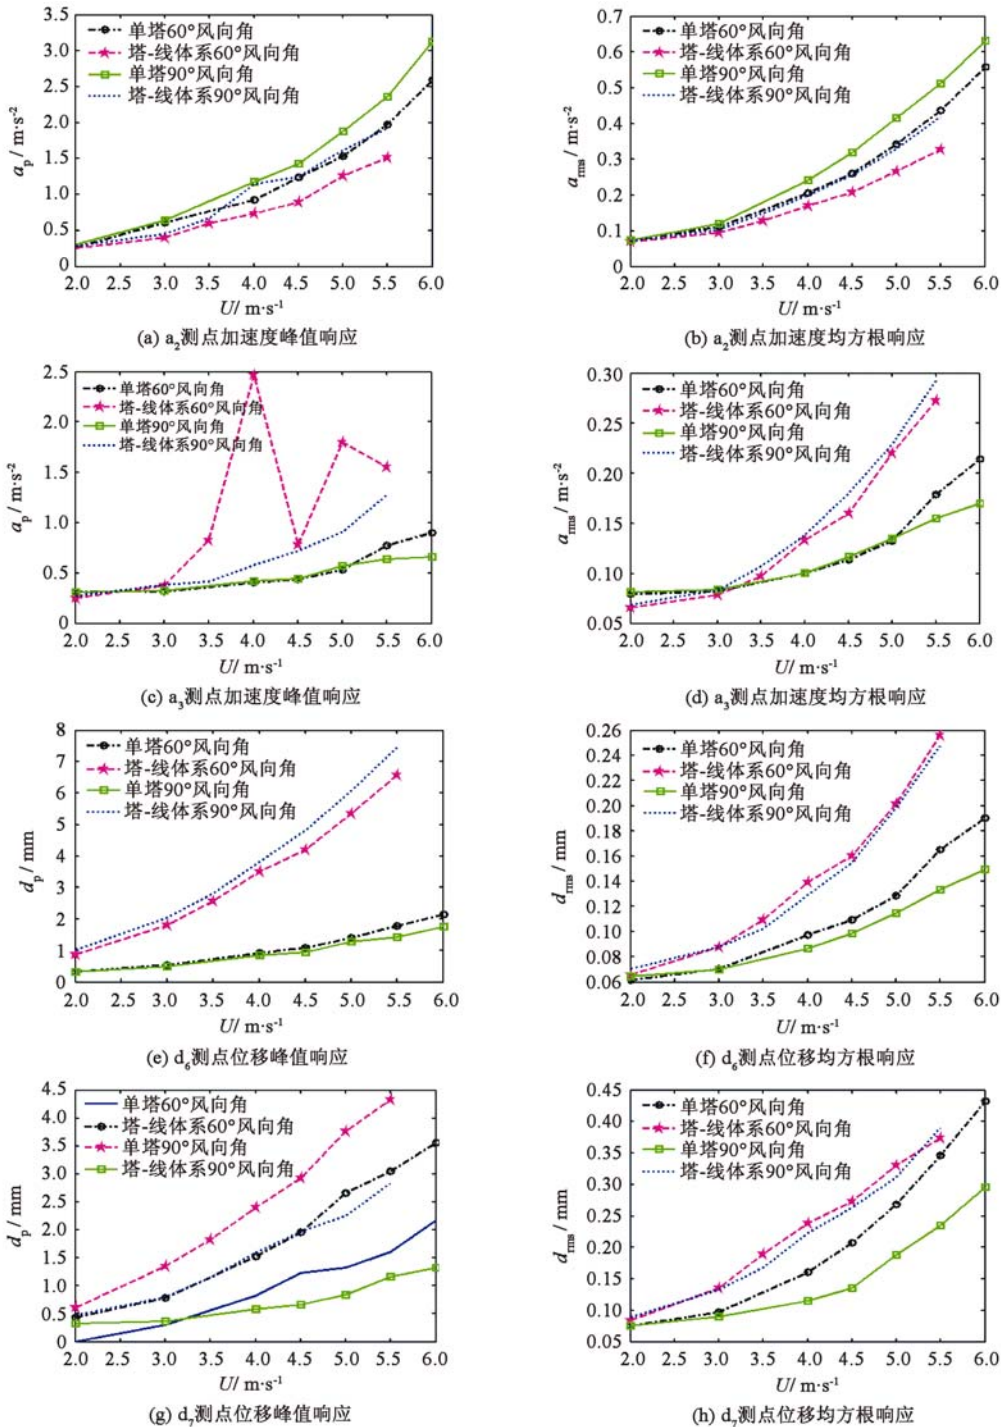 3.5
3.0
2.5
2.0
1.5
1.0
0.5
0
a_p / m·s⁻²
单塔60°风向角
塔-线体系60°风向角
单塔90°风向角
塔-线体系90°风向角
2.0 2.5 3.0 3.5 4.0 4.5 5.0 5.5 6.0
U/ m·s⁻¹
(a) a₂测点加速度峰值响应
0.7
0.6
0.5
0.4
0.3
0.2
0.1
0
a_rms / m·s⁻²
单塔60°风向角
塔-线体系60°风向角
单塔90°风向角
塔-线体系90°风向角
2.0 2.5 3.0 3.5 4.0 4.5 5.0 5.5 6.0
U/ m·s⁻¹
(b) a₂测点加速度均方根响应
2.5
2.0
1.5
1.0
0.5
0
a_p / m·s⁻²
单塔60°风向角
塔-线体系60°风向角
单塔90°风向角
塔-线体系90°风向角
2.0 2.5 3.0 3.5 4.0 4.5 5.0 5.5 6.0
U/ m·s⁻¹
(c) a₃测点加速度峰值响应
0.30
0.25
0.20
0.15
0.10
0.05
a_rms / m·s⁻²
单塔60°风向角
塔-线体系60°风向角
单塔90°风向角
塔-线体系90°风向角
2.0 2.5 3.0 3.5 4.0 4.5 5.0 5.5 6.0
U/ m·s⁻¹
(d) a₃测点加速度均方根响应
8
7
6
5
4
3
2
1
0
d_p / mm
单塔60°风向角
塔-线体系60°风向角
单塔90°风向角
塔-线体系90°风向角
2.0 2.5 3.0 3.5 4.0 4.5 5.0 5.5 6.0
U/ m·s⁻¹
(e) d₆测点位移峰值响应
0.26
0.24
0.22
0.20
0.18
0.16
0.14
0.12
0.10
0.08
0.06
d_rms / mm
单塔60°风向角
塔-线体系60°风向角
单塔90°风向角
塔-线体系90°风向角
2.0 2.5 3.0 3.5 4.0 4.5 5.0 5.5 6.0
U/ m·s⁻¹
(f) d₆测点位移均方根响应
4.5
4.0
3.5
3.0
2.5
2.0
1.5
1.0
0.5
0
d_p / mm
单塔60°风向角
塔-线体系60°风向角
单塔90°风向角
塔-线体系90°风向角
2.0 2.5 3.0 3.5 4.0 4.5 5.0 5.5 6.0
U/ m·s⁻¹
(g) d₇测点位移峰值响应
0.45
0.40
0.35
0.30
0.25
0.20
0.15
0.10
0.05
d_rms / mm
单塔60°风向角
塔-线体系60°风向角
单塔90°风向角
塔-线体系90°风向角
2.0 2.5 3.0 3.5 4.0 4.5 5.0 5.5 6.0
U/ m·s⁻¹
(h) d₇测点位移均方根响应